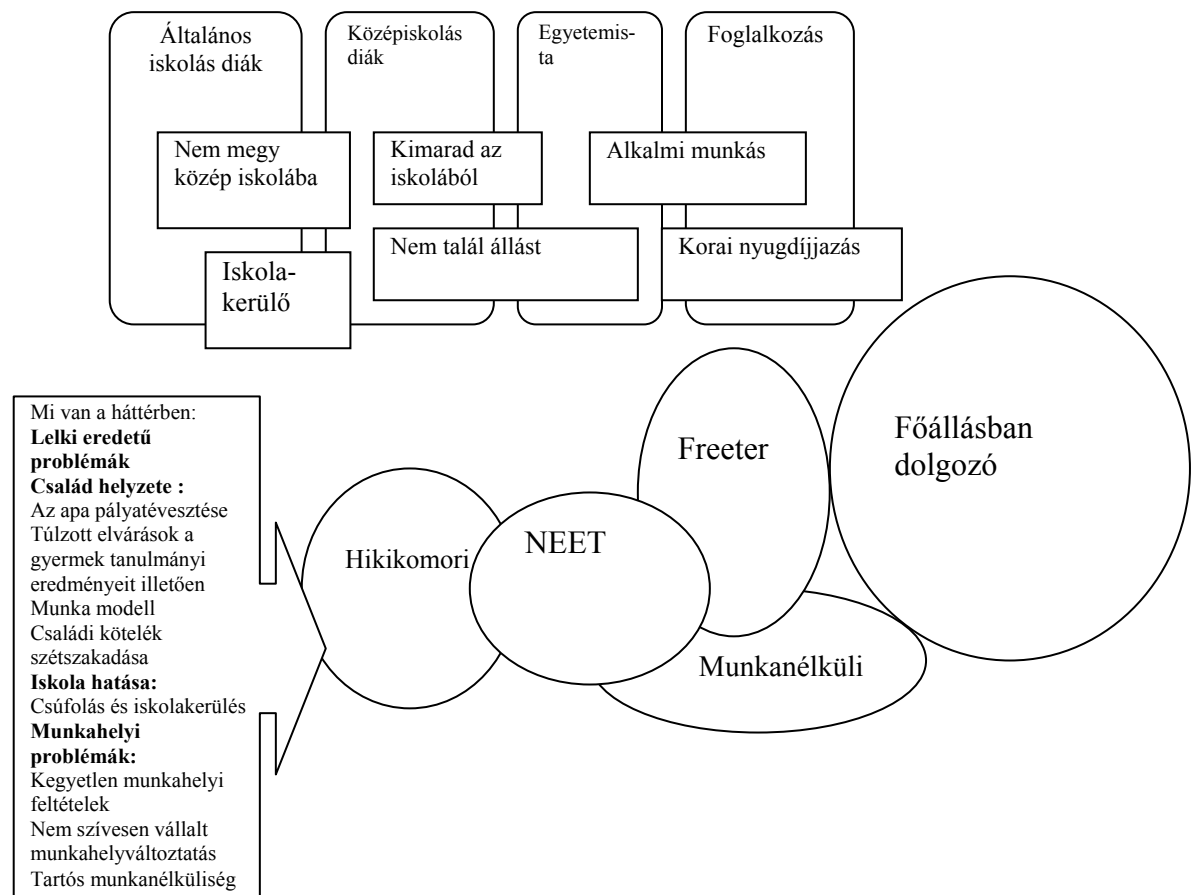 Általános
iskolás diák
Középiskolás
diák
Egyetemis-
ta
Foglalkozás
Nem megy
közép iskolába
Kimarad az
iskolából
Alkalmi munkás
Nem talál állást
Korai nyugdíjjazás
Iskola-
kerülő
Mi van a háttérben:
Lelki eredetű
problémák
Család helyzete :
Az apa pályatévesztése
Túlzott elvárások a
gyermek tanulmányi
eredményeit illetően
Munka modell
Családi kötelék
szétszakadása
Iskola hatása:
Csúfolás és iskolakerülés
Munkahelyi
problémák:
Kegyetlen munkahelyi
feltételek
Nem szívesen vállalt
munkahelyváltoztatás
Tartós munkanélküliség
Hikikomori
NEET
Freeter
Munkanélküli
Főállásban
dolgozó